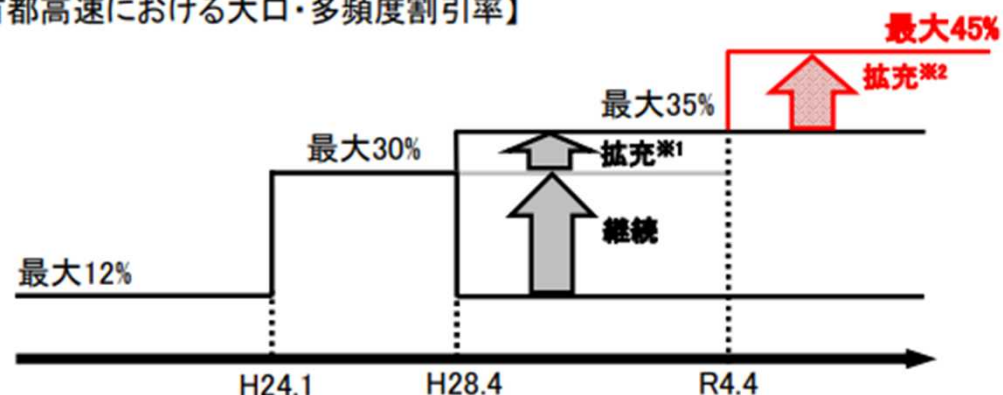 首都高速における大口・多頻度割引率】
最大45%
拡充※2
最大35%
最大30%
拡充※1
継続
最大12%
H24.1
H28.4
R4.4